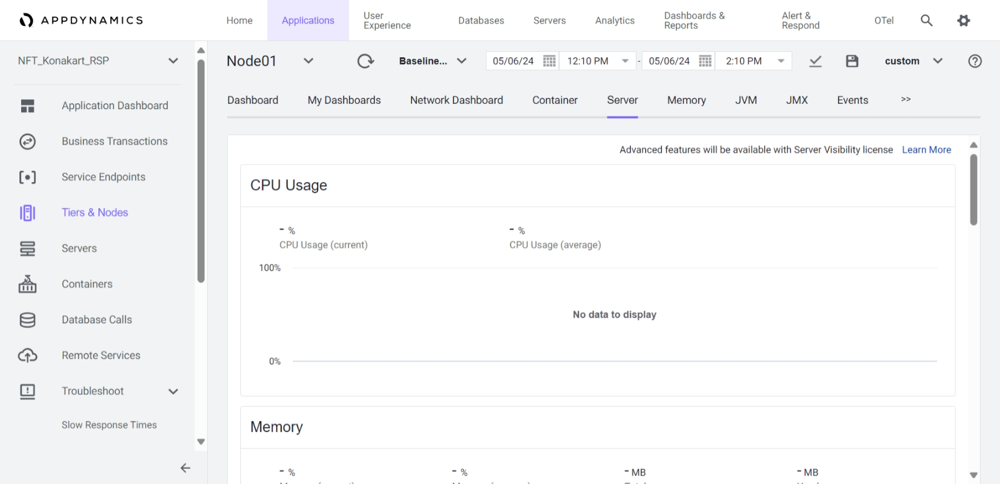 APPDYNAMICS
Home
Applications
User
Experience
Databases
Servers
Analytics
Dashboards &
Reports
Alert &
Respond
OTel
NFT_Konakart_RSP
Application Dashboard
Business Transactions
Service Endpoints
Tiers & Nodes
Servers
Containers
Database Calls
Remote Services
Troubleshoot
Slow Response Times
Node01
Baseline...
05/06/24 12:10 PM - 05/06/24 2:10 PM
custom
Dashboard My Dashboards Network Dashboard Container Server Memory JVM JMX Events >>
Advanced features will be available with Server Visibility license Learn More
CPU Usage
- %
CPU Usage (current)
- %
CPU Usage (average)
100%
No data to display
0%
Memory
- % - % - MB - MB